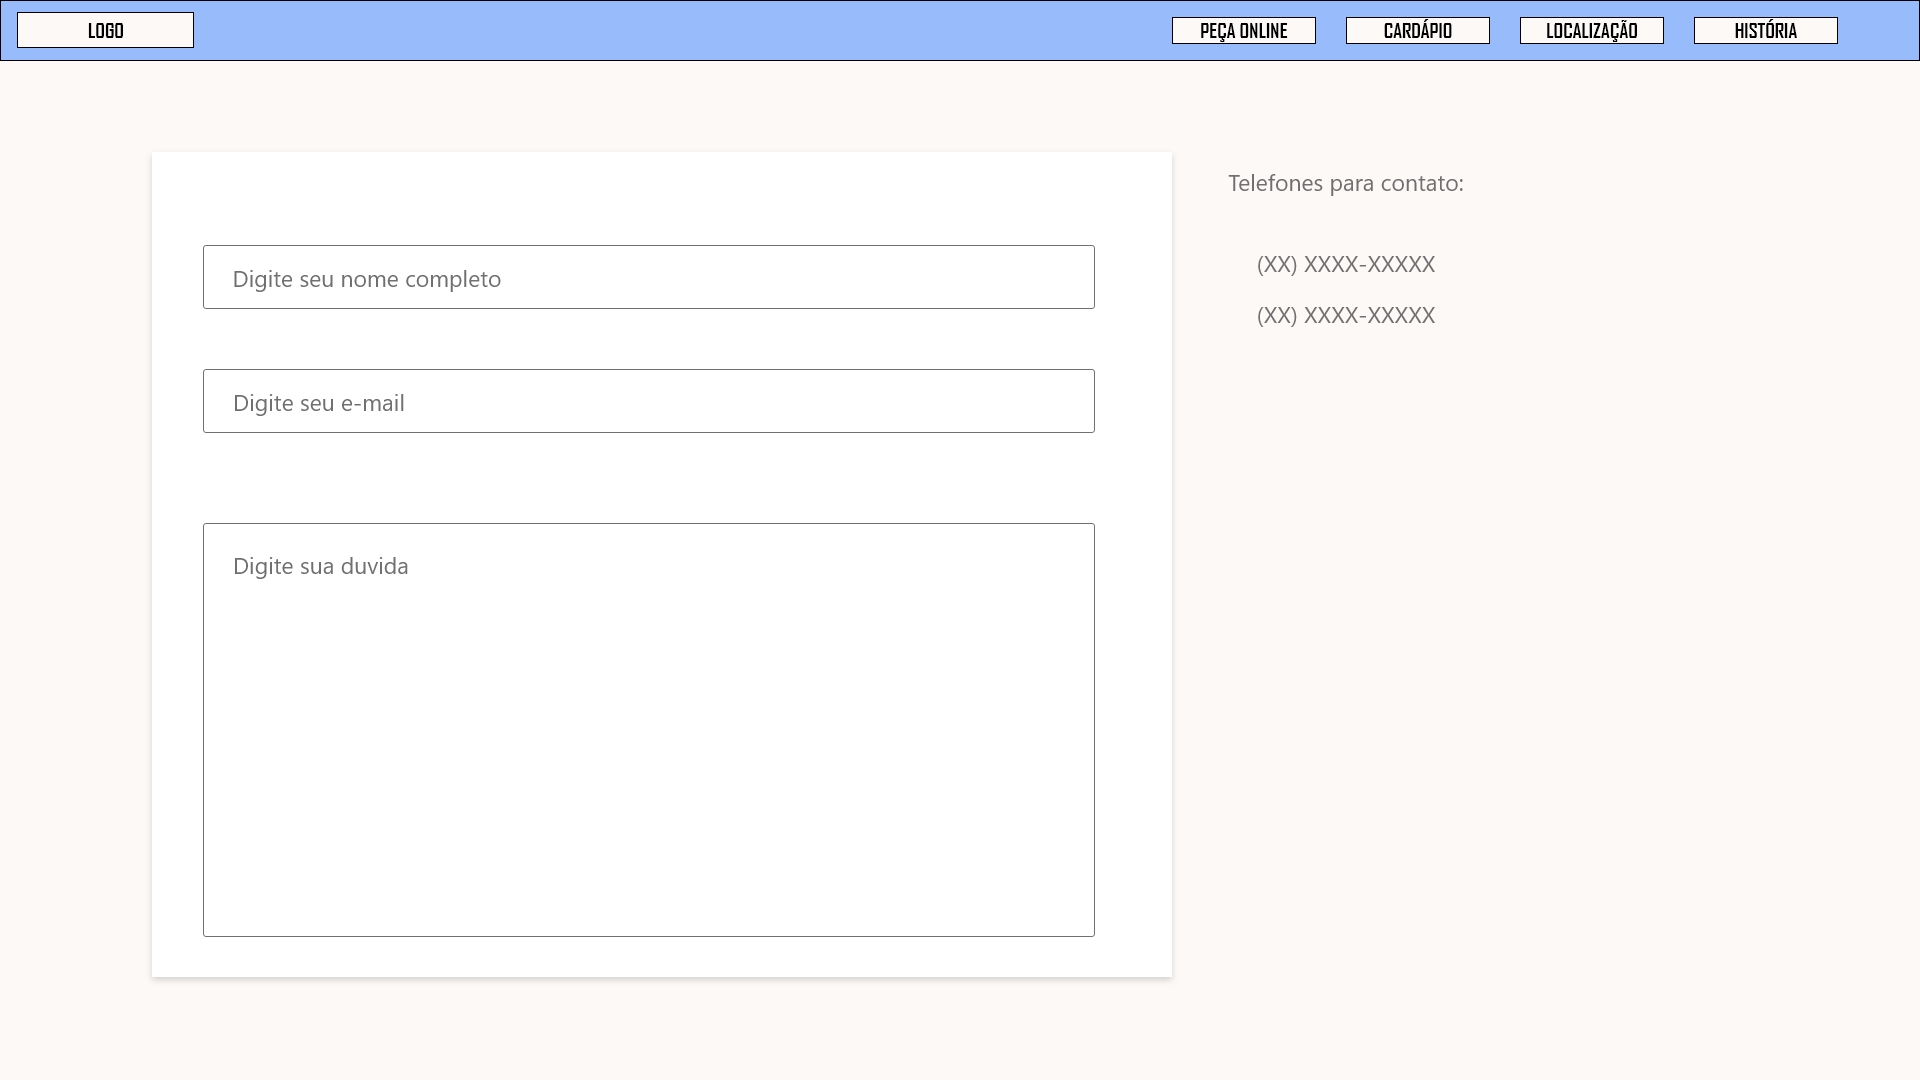 LOGO
PEÇA ONLINE
CARDÁPIO
LOCALIZAÇÃO
HISTÓRIA
Digite seu nome completo
Digite seu e-mail
Digite sua duvida
Telefones para contato:
(XX) XXXX-XXXXX
(XX) XXXX-XXXXX